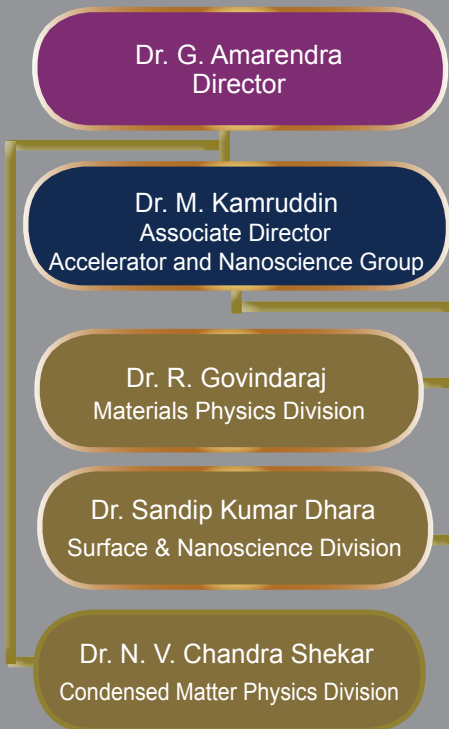 Dr. G. Amarendra
Director
Dr. M. Kamruddin
Associate Director
Accelerator and Nanoscience Group
Dr. R. Govindaraj
Materials Physics Division
Dr. Sandip Kumar Dhara
Surface & Nanoscience Division
Dr. N. V. Chandra Shekar
Condensed Matter Physics Division